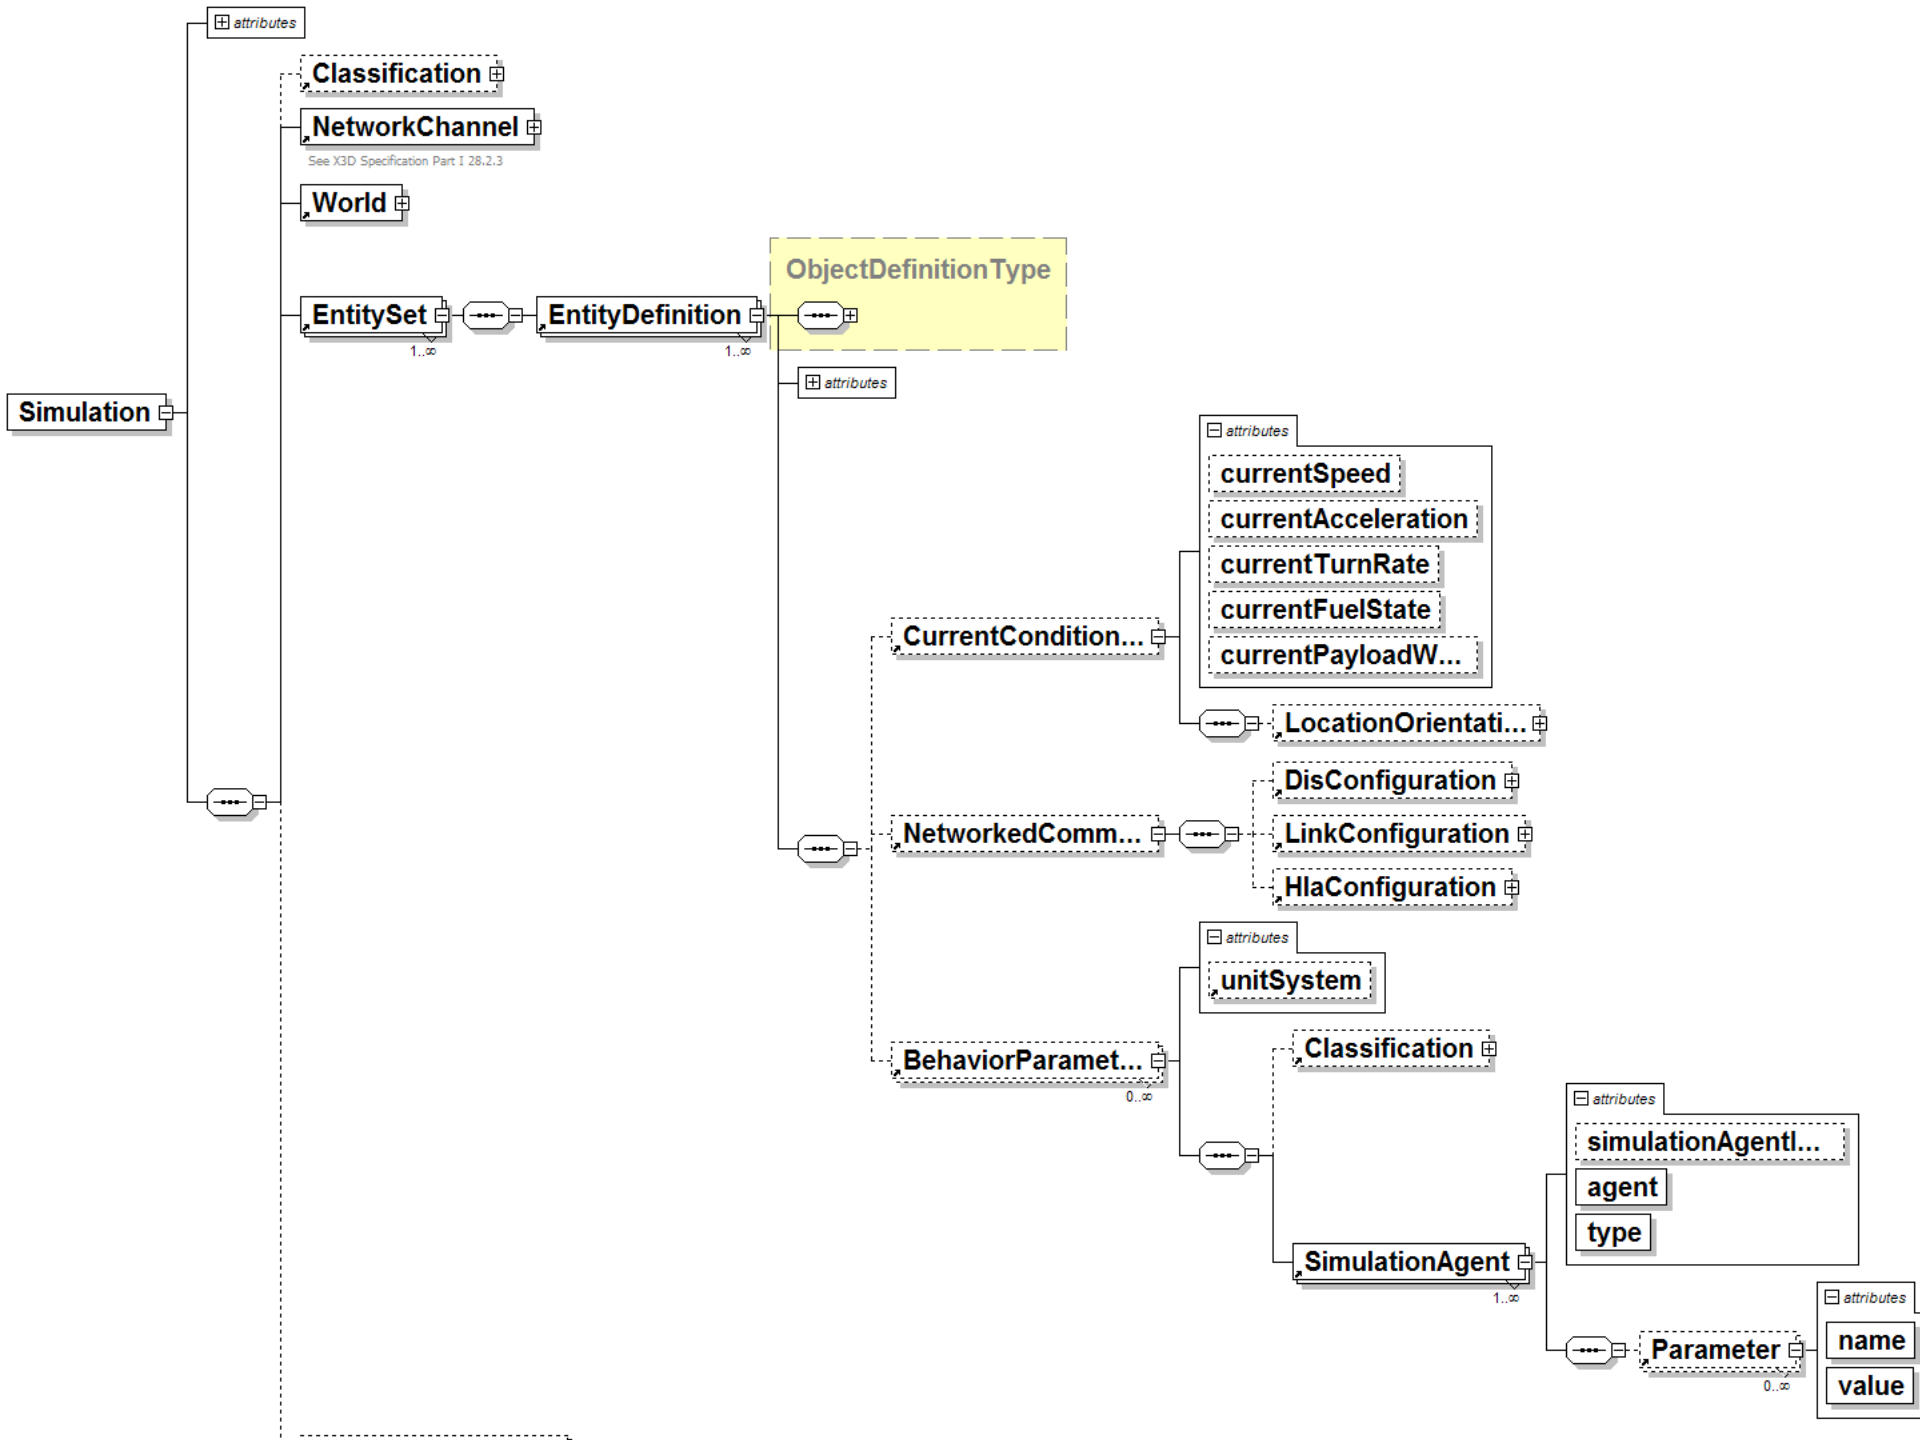 attributes
Classification
NetworkChannel
See X3D Specification Part I 28.2.3
World
ObjectDefinitionType
EntitySet
EntityDefinition
1..∞
1..∞
attributes
Simulation
attributes
currentSpeed
currentAcceleration
currentTurnRate
currentFuelState
currentPayloadW...
CurrentCondition...
LocationOrientati...
DisConfiguration
NetworkedComm...
LinkConfiguration
HlaConfiguration
attributes
unitSystem
BehaviorParamet...
0..∞
Classification
attributes
simulationAgentI...
agent
type
SimulationAgent
1..∞
attributes
name
Parameter
0..∞
value